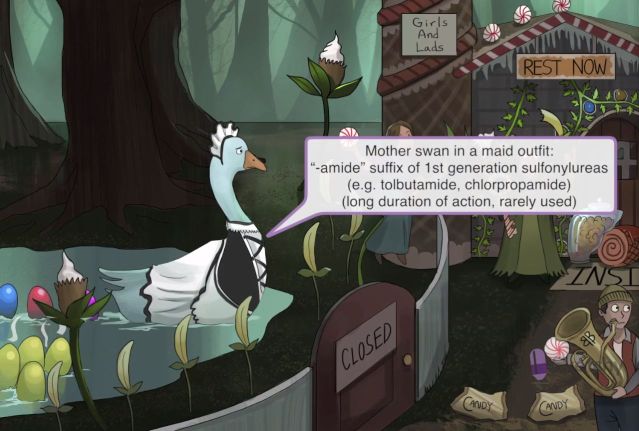 Girls
And
Lads
REST NOW
Mother swan in a maid outfit:
“-amide” suffix of 1st generation sulfonylureas
(e.g. tolbutamide, chlorpropamide)
(long duration of action, rarely used)
INSI
CLOSED
CANDY
CANDY